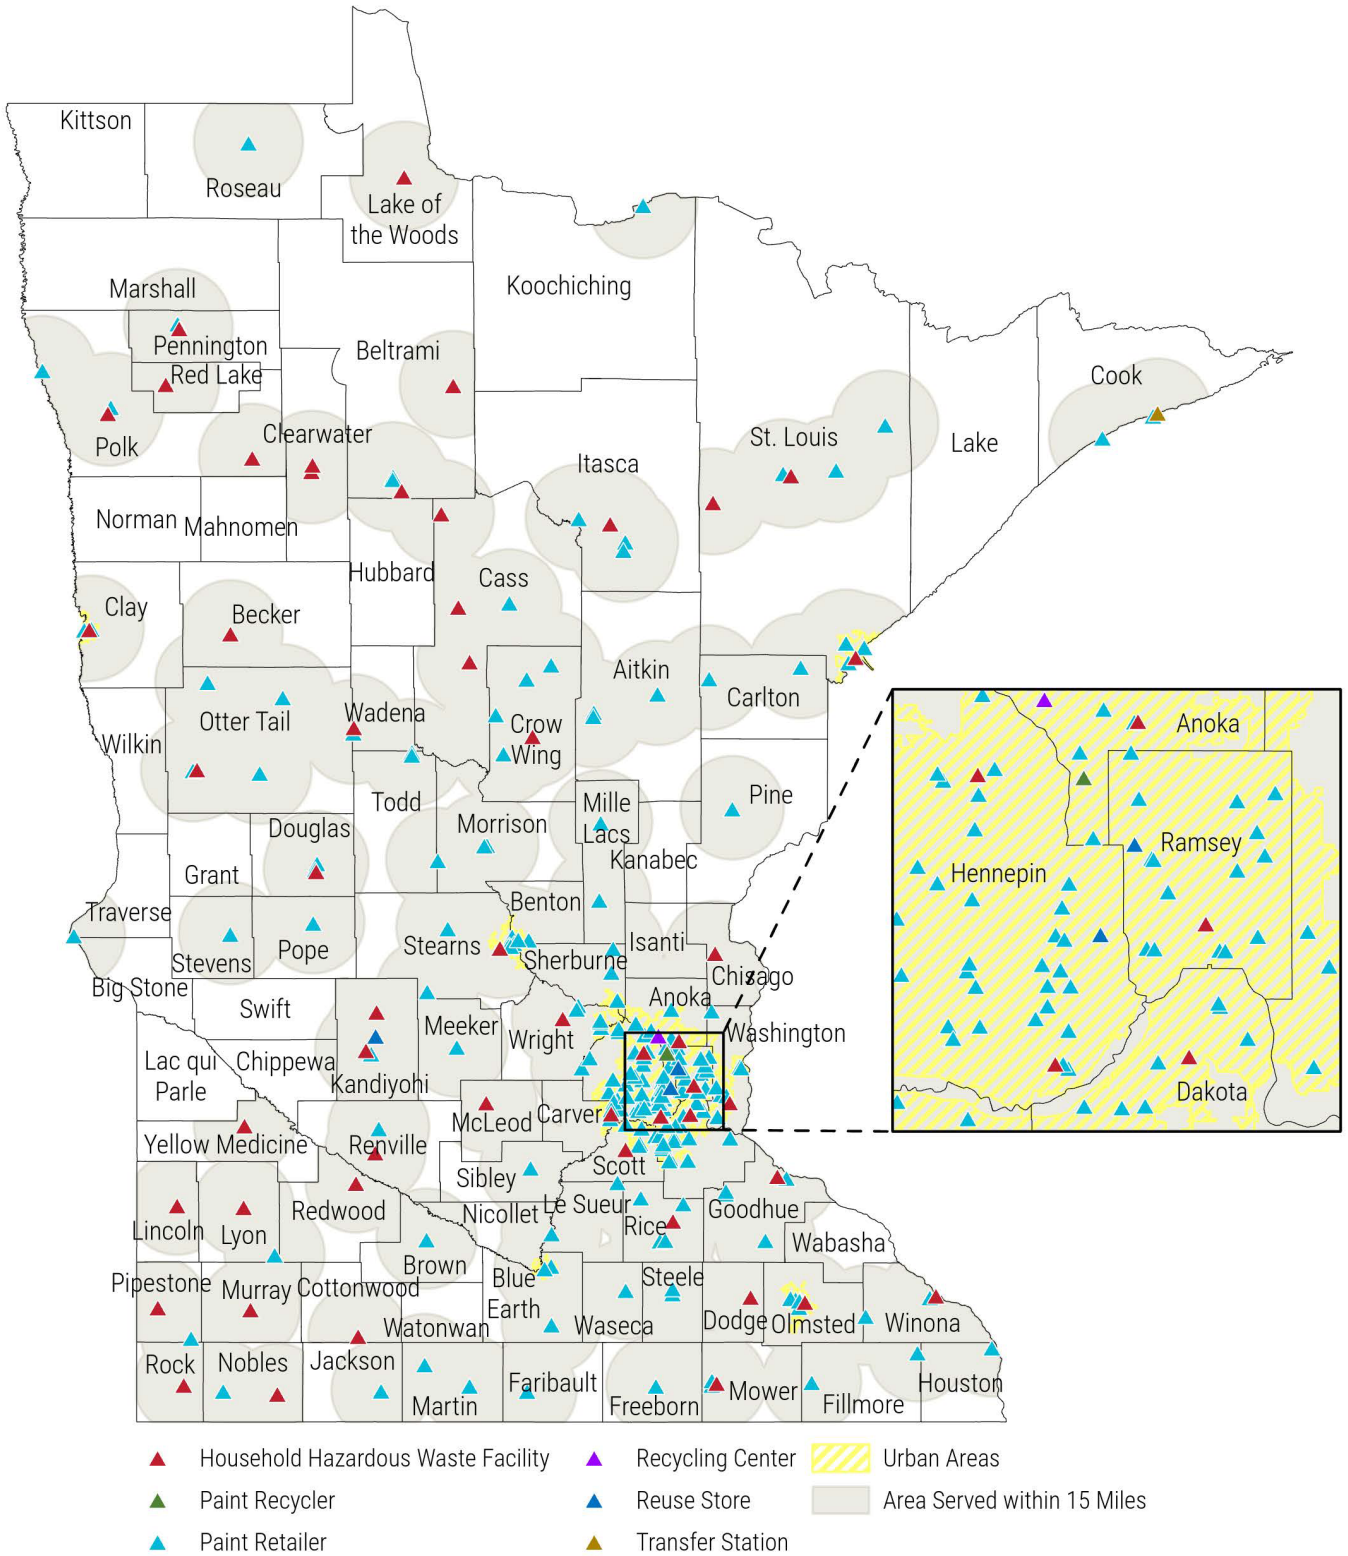 Kittson
Roseau
Lake of
the Woods
Koochiching
Marshall
Pennington
Beltrami
Red Lake
Cook
Clearwater
St. Louis
Lake
Polk
Itasca
Norman
Mahnomen
Hubbard
Cass
Clay
Becker
Aitkin
Carlton
Otter Tail
Wadena
Crow
Wing
Wilkin
Anoka
Todd
Mille
Lacs
Pine
Douglas
Morrison
Ramsey
Kanabec
Grant
Hennepin
Benton
Traverse
Stearns
Isanti
Pope
Sherburne
Stevens
Chisago
Big Stone
Anoka
Swift
Meeker
Wright
Washington
Lac qui
Parle
Chippewa
Kandiyohi
Dakota
McLeod
Carver
Yellow Medicine
Renville
Scott
Sibley
Redwood
Le Sueur
Nicollet
Goodhue
Lincoln
Lyon
Rice
Wabasha
Brown
Pipestone
Murray
Cottonwood
Blue
Earth
Steele
Watonwan
Waseca
Dodge
Olmsted
Winona
Rock
Nobles
Jackson
Martin
Faribault
Freeborn
Mower
Fillmore
Houston
Household Hazardous Waste Facility
Recycling Center
Urban Areas
Paint Recycler
Reuse Store
Area Served within 15 Miles
Paint Retailer
Transfer Station